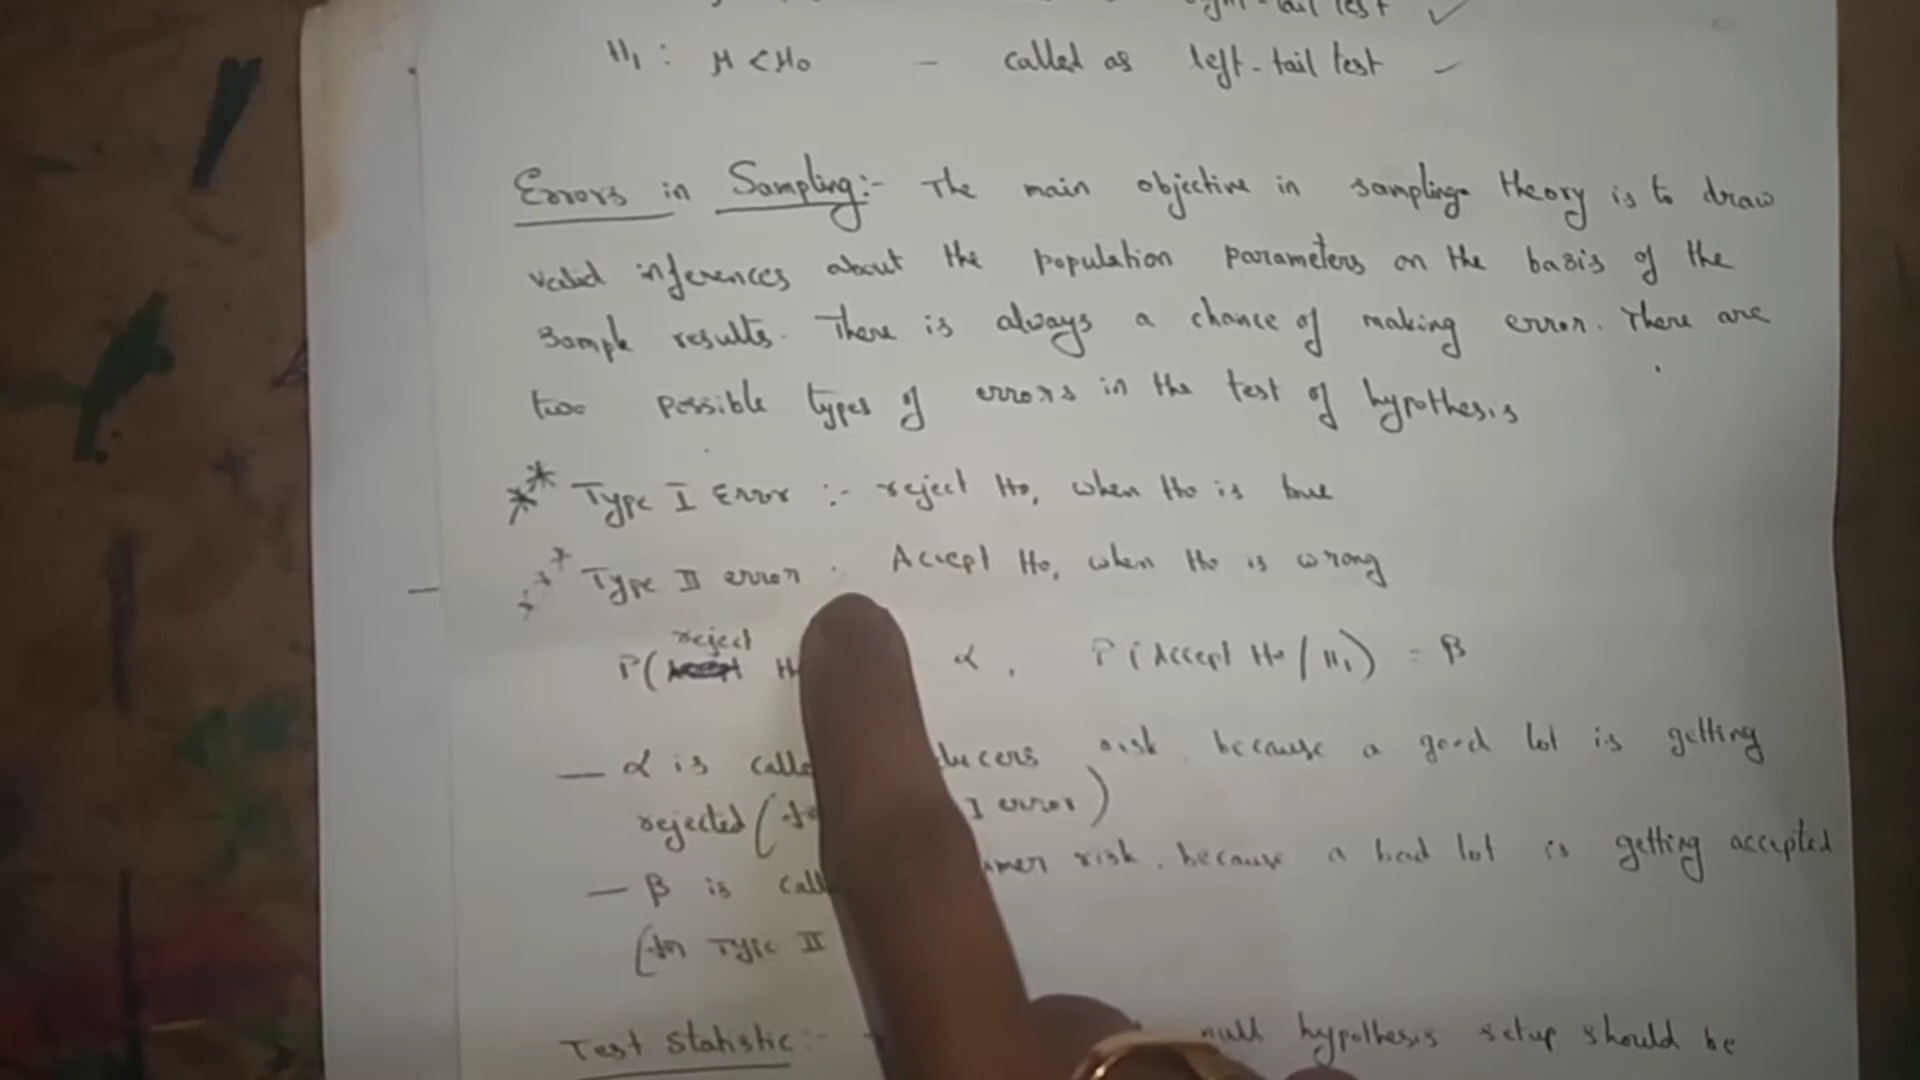 tail test ✓
H₁ : μ < μ₀ - called as left-tail test -
Errors in Sampling:- The main objective in sampling theory is to draw
valid inferences about the population parameters on the basis of the
Sample results. There is always a chance of making error. There are
two possible types of errors in the test of hypothesis
** Type I Error :- reject H₀, when H₀ is true
** Type II error : Accept H₀, when H₀ is wrong
P( reject H α , P(Accept H₀/H₁) = β
— α is risk, because a good lot is getting
rejected ( I error)
— β is risk, because a bad lot is getting accepted
(In Type II
Test Statistic:- null hypothesis setup should be